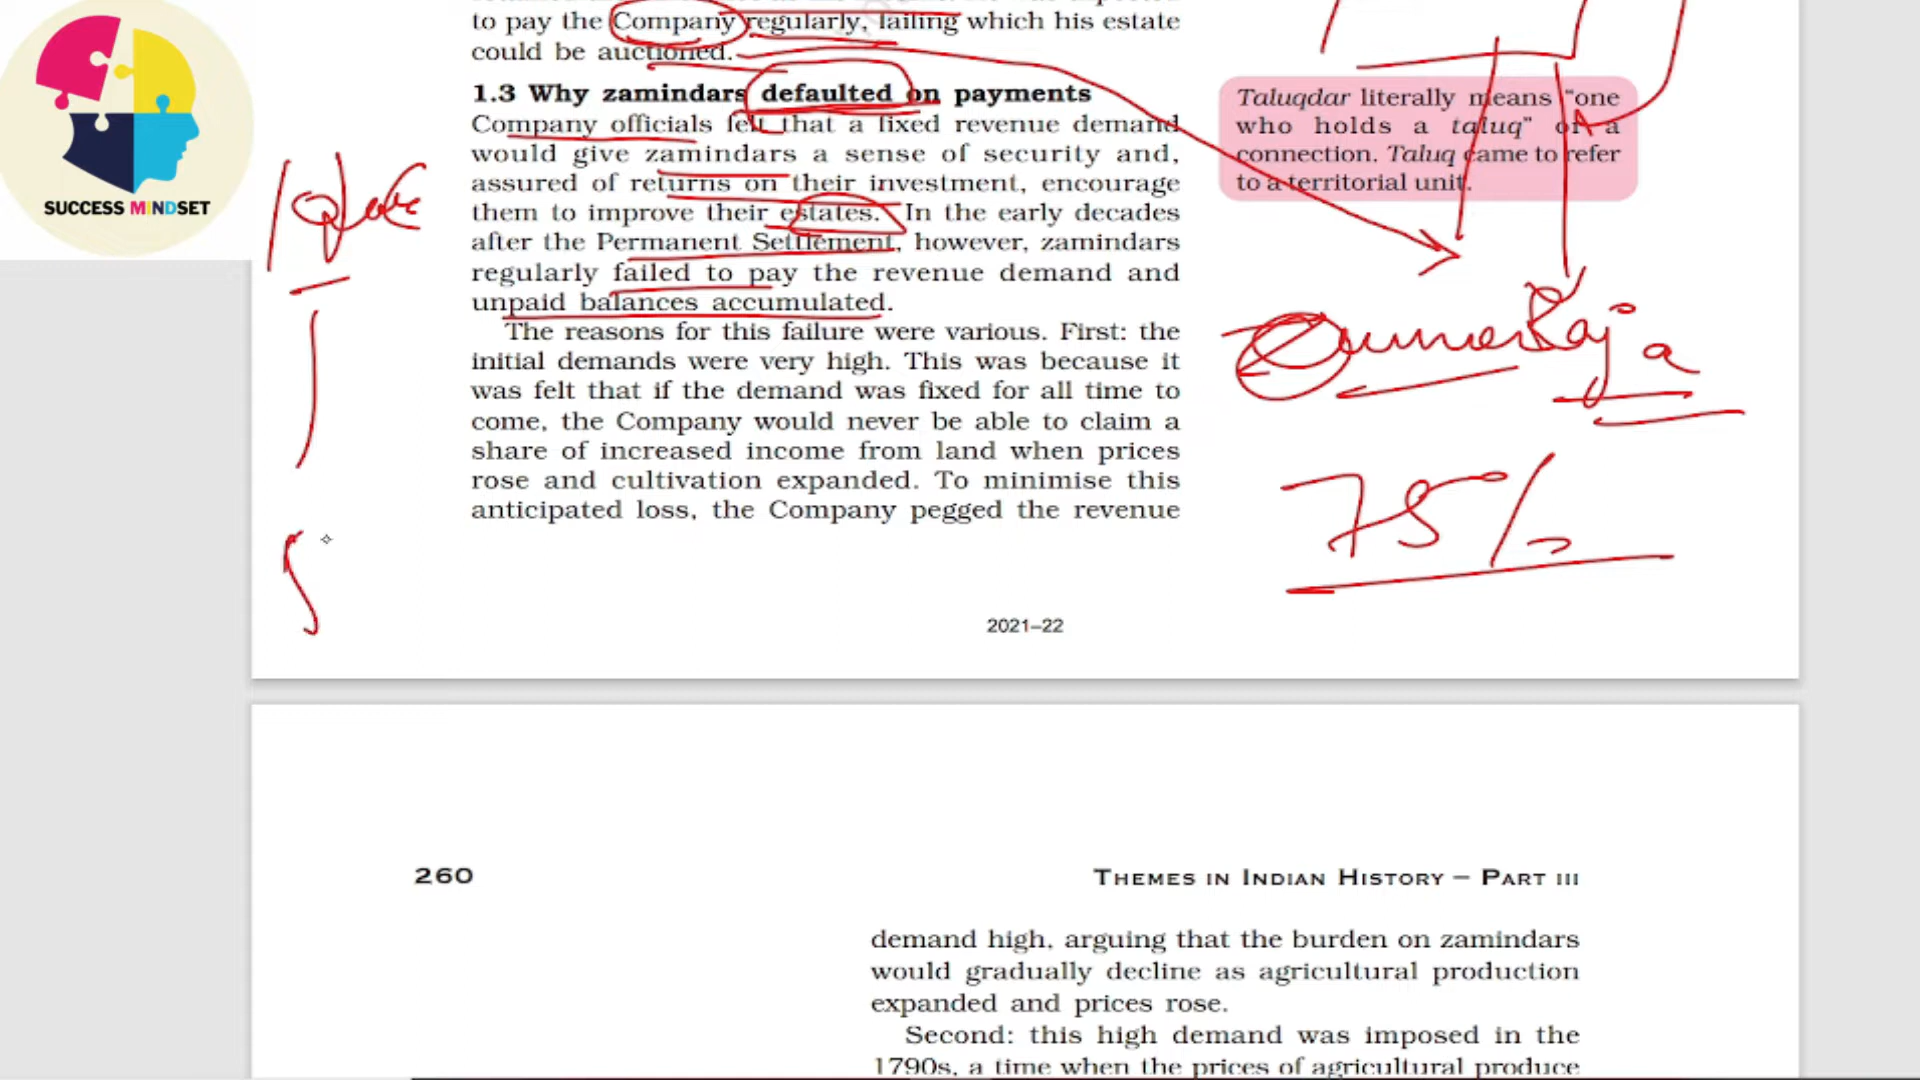 to pay the Company regularly, failing which his estate
could be auctioned.
1.3 Why zamindars defaulted on payments
Company officials felt that a fixed revenue demand
would give zamindars a sense of security and,
assured of returns on their investment, encourage
them to improve their estates. In the early decades
after the Permanent Settlement, however, zamindars
regularly failed to pay the revenue demand and
unpaid balances accumulated.
The reasons for this failure were various. First: the
initial demands were very high. This was because it
was felt that if the demand was fixed for all time to
come, the Company would never be able to claim a
share of increased income from land when prices
rose and cultivation expanded. To minimise this
anticipated loss, the Company pegged the revenue
Taluqdar literally means “one
who holds a taluq” or a
connection. Taluq came to refer
to a territorial unit.
SUCCESS MINDSET
Raja
75%
2021–22
260
THEMES IN INDIAN HISTORY – PART III
demand high, arguing that the burden on zamindars
would gradually decline as agricultural production
expanded and prices rose.
Second: this high demand was imposed in the
1790s, a time when the prices of agricultural produce